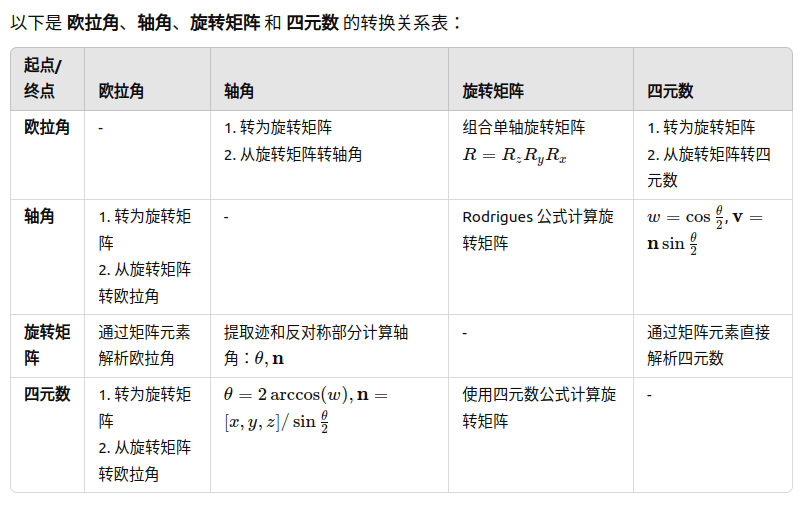 以下是 欧拉角、轴角、旋转矩阵 和 四元数 的转换关系表：
起点/
终点
欧拉角
轴角
旋转矩阵
四元数
欧拉角
-
1. 转为旋转矩阵
2. 从旋转矩阵转轴角
组合单轴旋转矩阵
R = R_z R_y R_x
1. 转为旋转矩阵
2. 从旋转矩阵转四
元数
轴角
1. 转为旋转矩
阵
2. 从旋转矩阵
转欧拉角
-
Rodrigues 公式计算旋
转矩阵
w = cos θ/2, v =
n sin θ/2
旋转矩
阵
通过矩阵元素
解析欧拉角
提取迹和反对称部分计算轴
角：θ, n
-
通过矩阵元素直接
解析四元数
四元数
1. 转为旋转矩
阵
2. 从旋转矩阵
转欧拉角
θ = 2 arccos(w), n =
[x, y, z]/ sin θ/2
使用四元数公式计算旋
转矩阵
-